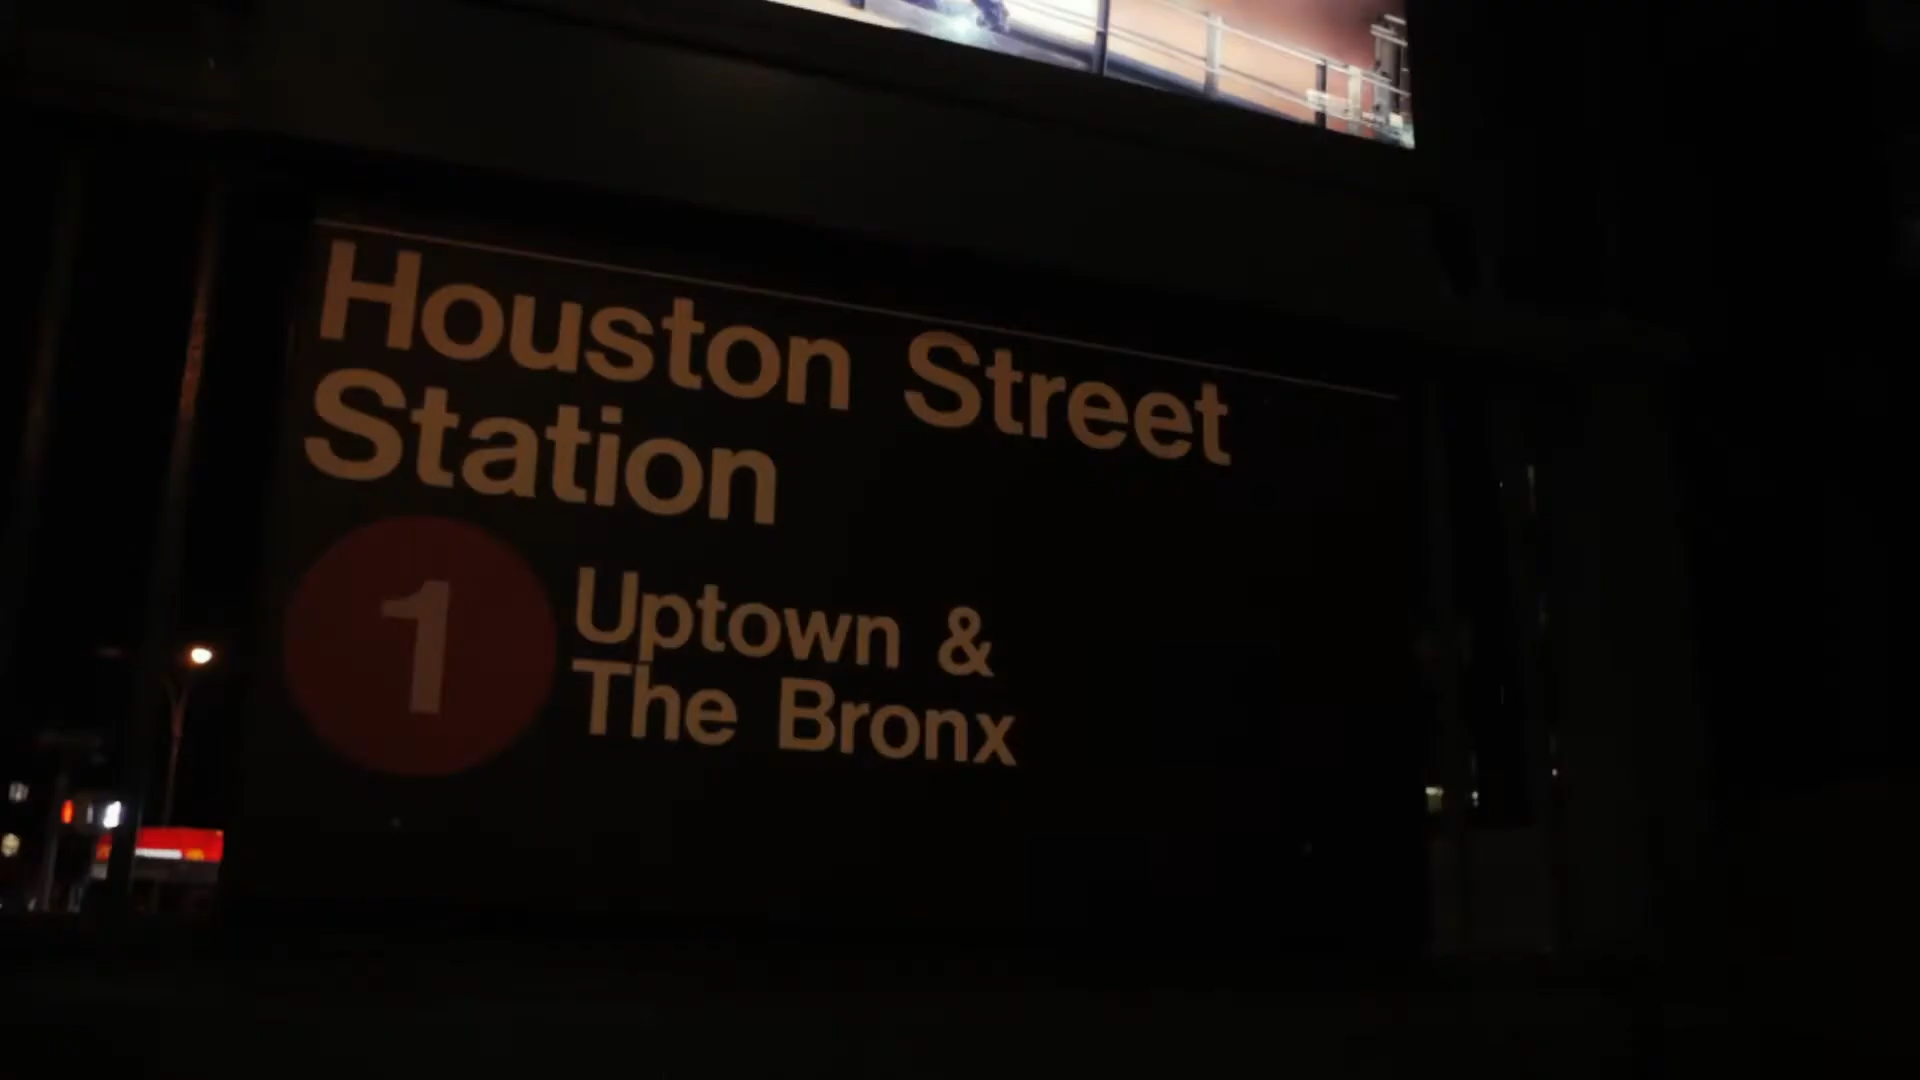 Houston Street
Station
1 Uptown &
The Bronx